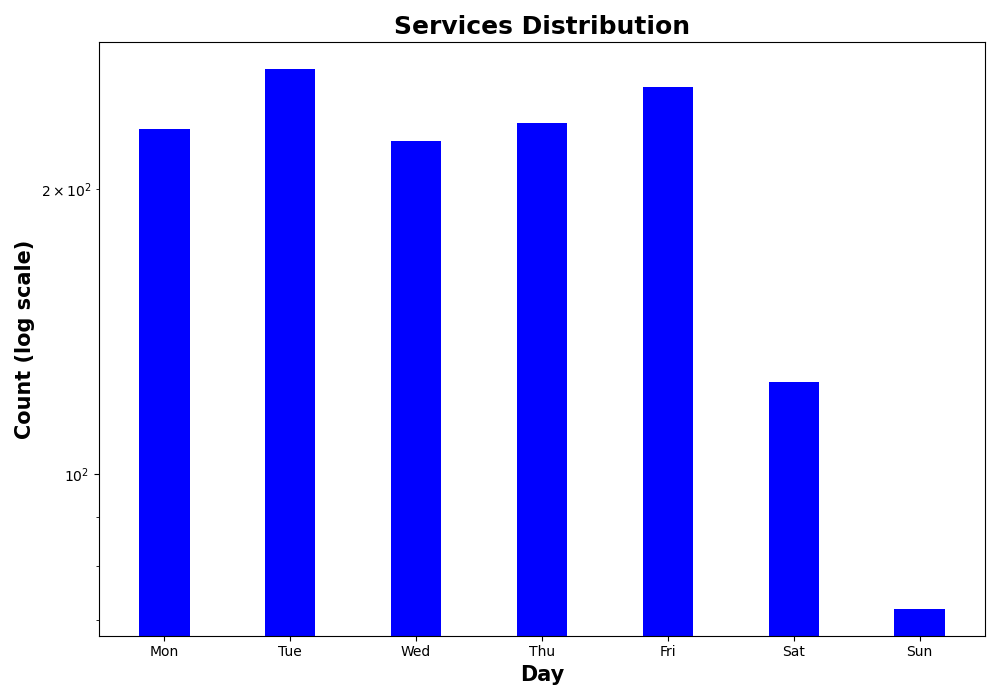 Services Distribution
Count (log scale)
2 × 10²
10²
Mon Tue Wed Thu Fri Sat Sun
Day